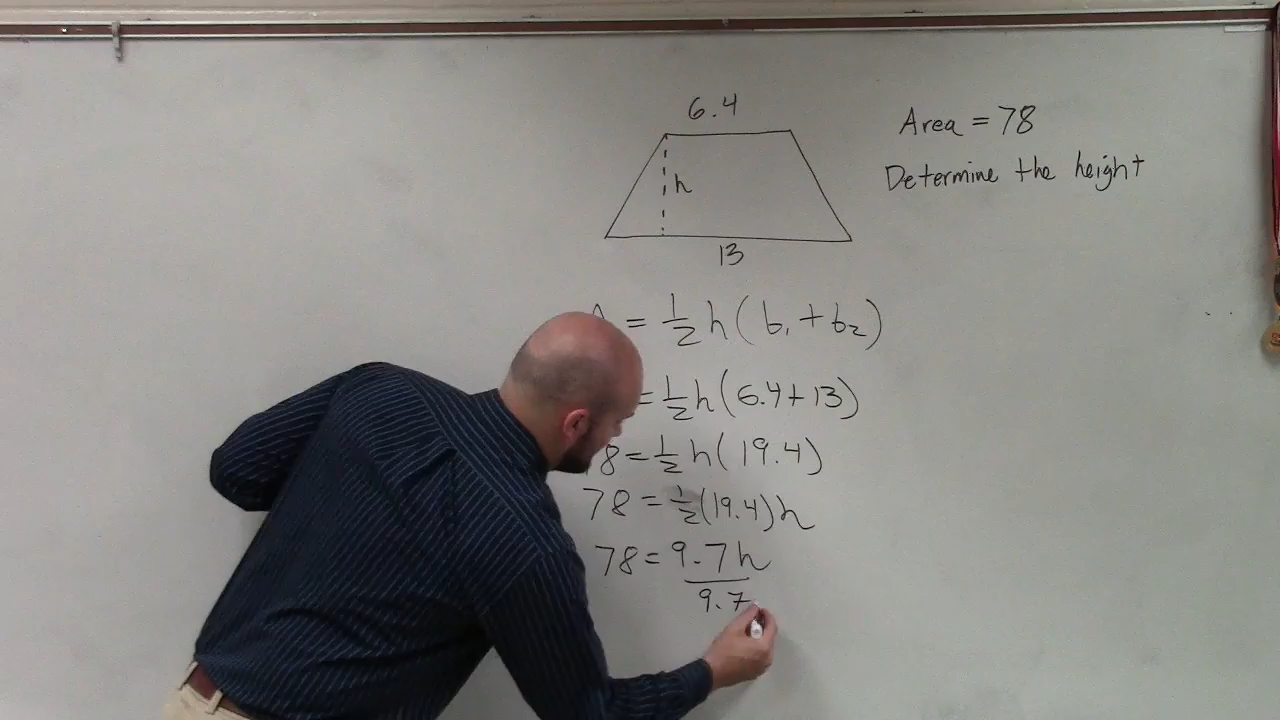 6.4
Area = 78
h
Determine the height
13
= 1/2 h(b₁ + b₂)
= 1/2 h(6.4 + 13)
8 = 1/2 h(19.4)
78 = 1/2 (19.4)h
78 = 9.7h
9.7